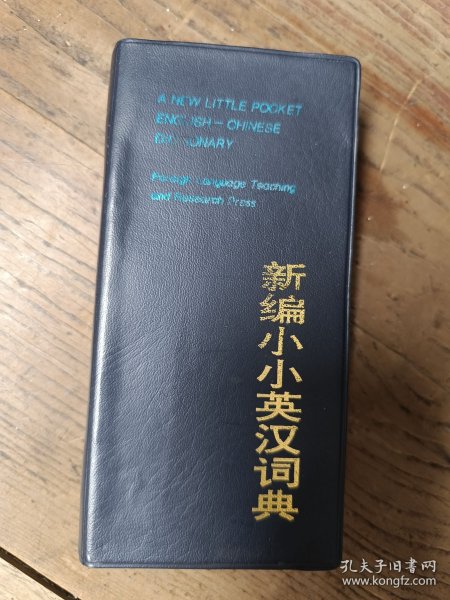 A NEW LITTLE POCKET
ENGLISH－CHINESE
DICTIONARY
Foreign Language Teaching
and Research Press
新编小小英汉词典
孔夫子旧书网
www.kongfz.com